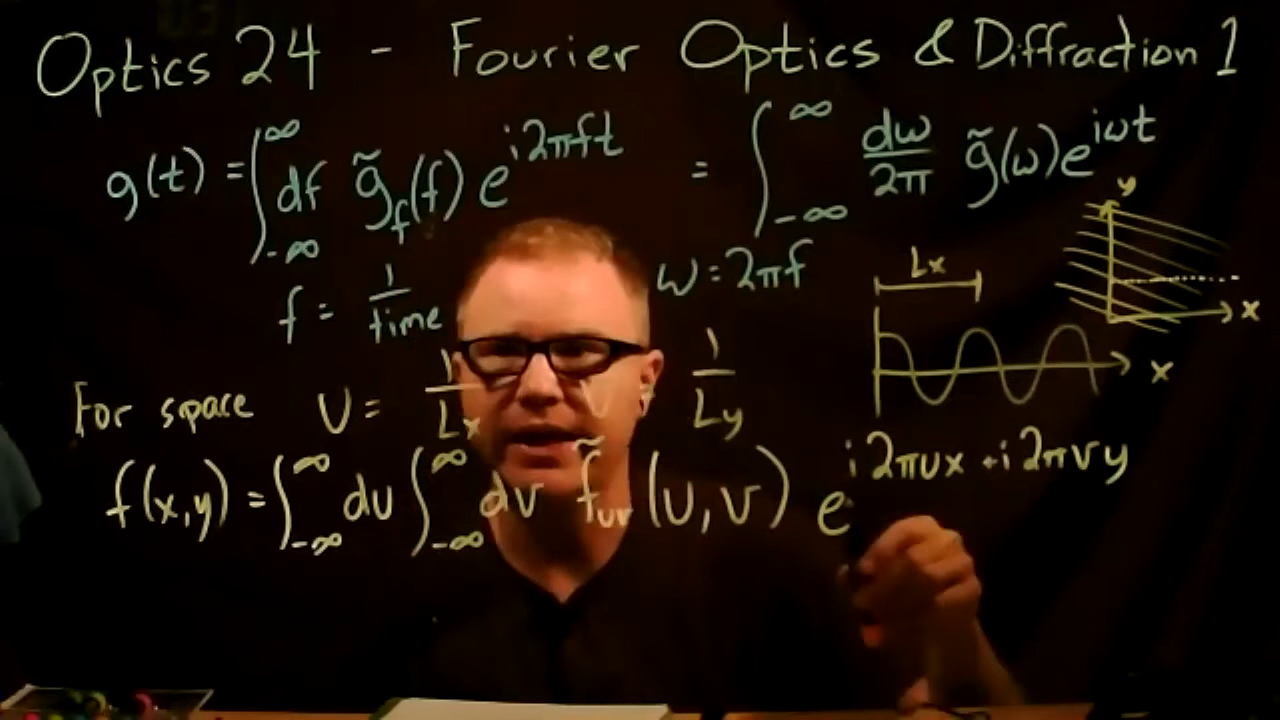 Optics 24 - Fourier Optics & Diffraction 1
g(t) = ∫_{-∞}^{∞} df g̃_f(f) e^{i2πft} = ∫_{-∞}^{∞} dω/2π g̃(ω) e^{iωt}
f = 1/time ω = 2πf
y
x
Lx
x
For space U = 1/Lx V = 1/Ly
f(x,y) = ∫_{-∞}^{∞} dU ∫_{-∞}^{∞} dV f̃_{UV}(U,V) e^{i2πUx + i2πVy}